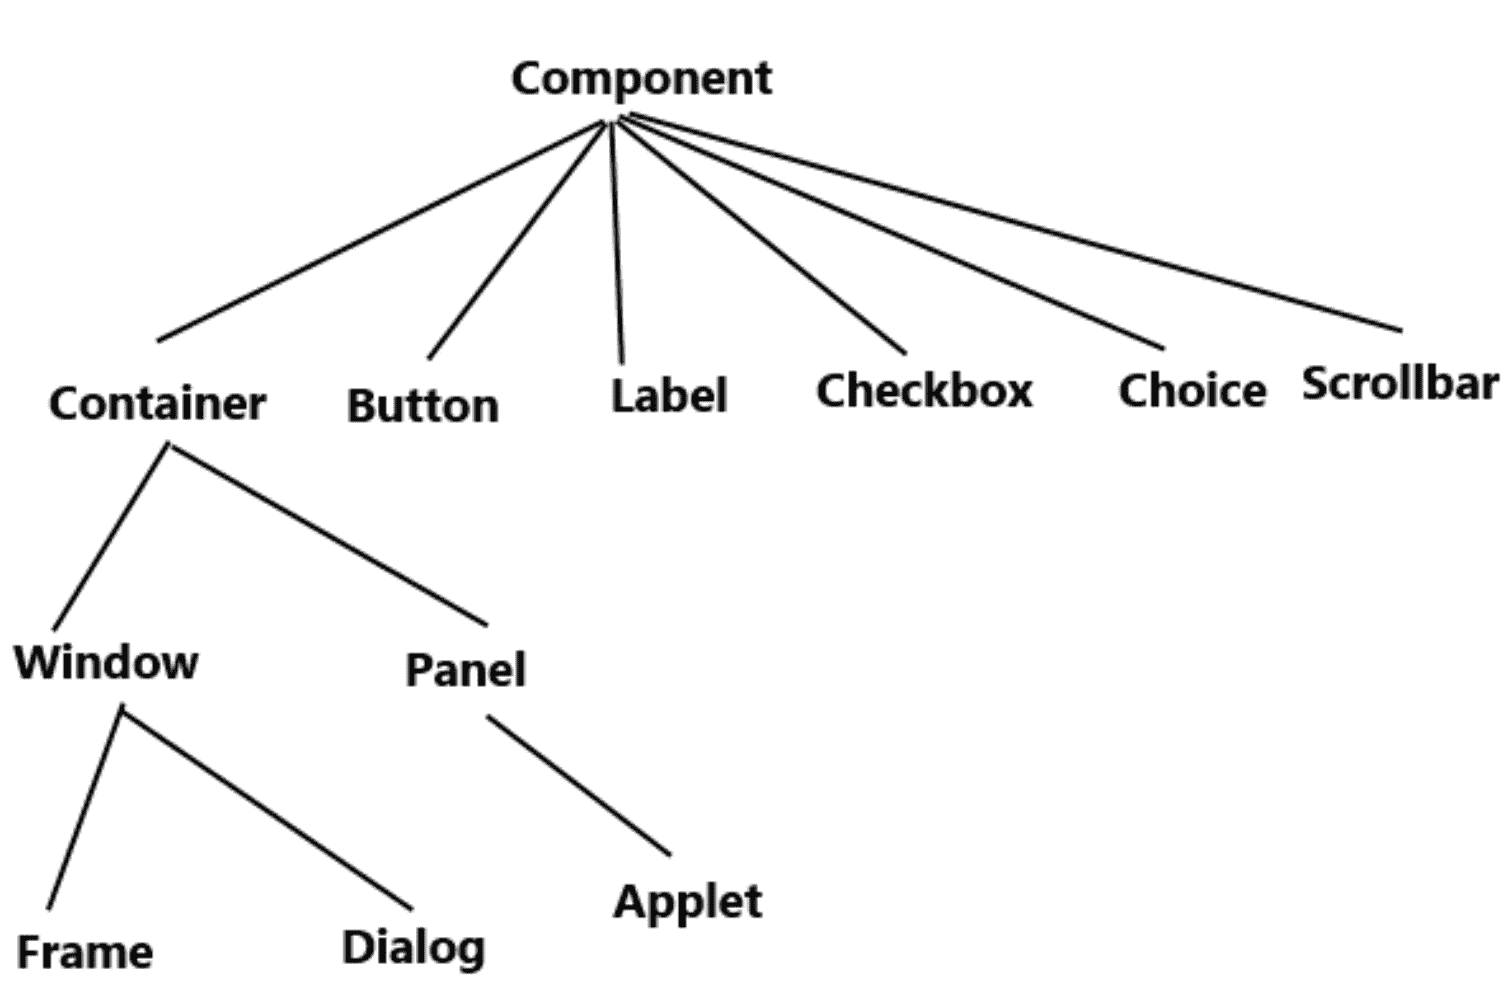 Component
Container
Button
Label
Checkbox
Choice
Scrollbar
Window
Panel
Applet
Frame
Dialog